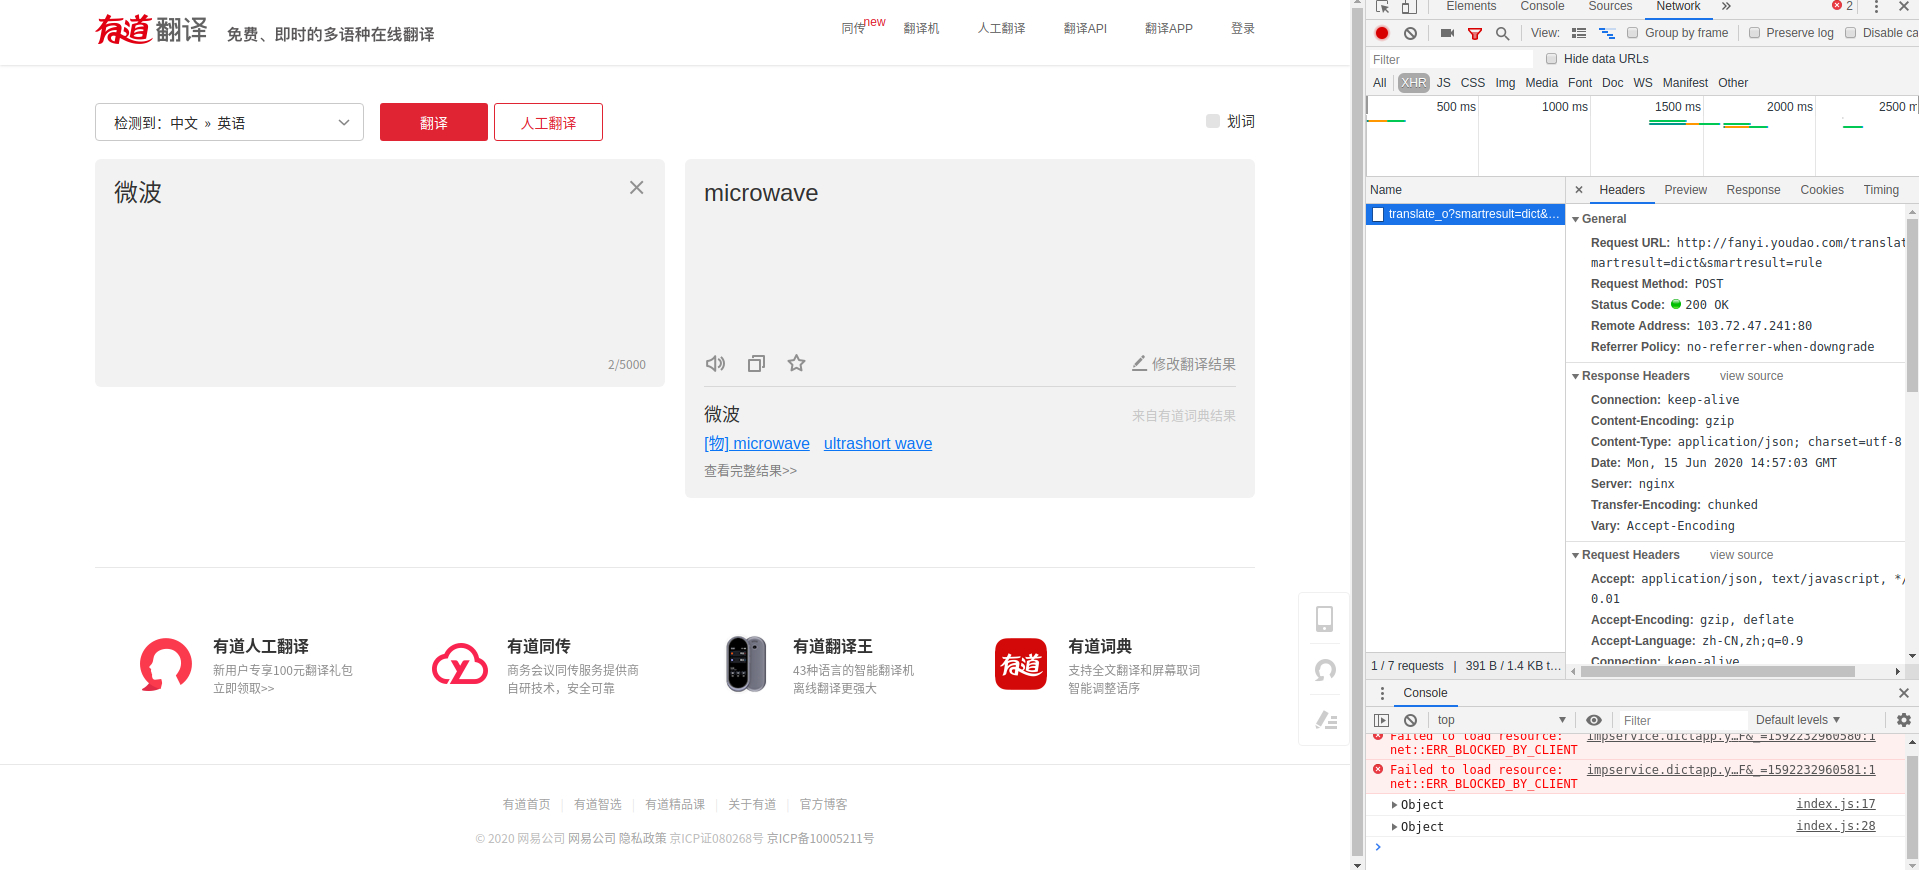 有道翻译 免费、即时的多语种在线翻译
同传new 翻译机 人工翻译 翻译API 翻译APP 登录
检测到：中文 » 英语
翻译 人工翻译
划词
微波
2/5000
microwave
修改翻译结果
微波 来自有道词典结果
[物] microwave ultrashort wave
查看完整结果>>
有道人工翻译
新用户专享100元翻译礼包
立即领取>>
有道同传
商务会议同传服务提供商
自研技术，安全可靠
有道翻译王
43种语言的智能翻译机
离线翻译更强大
有道
有道词典
支持全文翻译和屏幕取词
智能调整语序
有道首页 | 有道智选 | 有道精品课 | 关于有道 | 官方博客
© 2020 网易公司 网易公司 隐私政策 京ICP证080268号 京ICP备10005211号
Elements Console Sources Network » 2
View: Group by frame Preserve log Disable ca
Filter Hide data URLs
All XHR JS CSS Img Media Font Doc WS Manifest Other
500 ms 1000 ms 1500 ms 2000 ms 2500 m
Name
translate_o?smartresult=dict&…
1 / 7 requests | 391 B / 1.4 KB t…
× Headers Preview Response Cookies Timing
General
Request URL: http://fanyi.youdao.com/translat
martresult=dict&smartresult=rule
Request Method: POST
Status Code: 200 OK
Remote Address: 103.72.47.241:80
Referrer Policy: no-referrer-when-downgrade
Response Headers view source
Connection: keep-alive
Content-Encoding: gzip
Content-Type: application/json; charset=utf-8
Date: Mon, 15 Jun 2020 14:57:03 GMT
Server: nginx
Transfer-Encoding: chunked
Vary: Accept-Encoding
Request Headers view source
Accept: application/json, text/javascript, */
0.01
Accept-Encoding: gzip, deflate
Accept-Language: zh-CN,zh;q=0.9
Connection: keep-alive
Console
top Filter Default levels
Failed to load resource: impservice.dictapp.y…F&_=1592232960580:1
net::ERR_BLOCKED_BY_CLIENT
Failed to load resource: impservice.dictapp.y…F&_=1592232960581:1
net::ERR_BLOCKED_BY_CLIENT
Object index.js:17
Object index.js:28